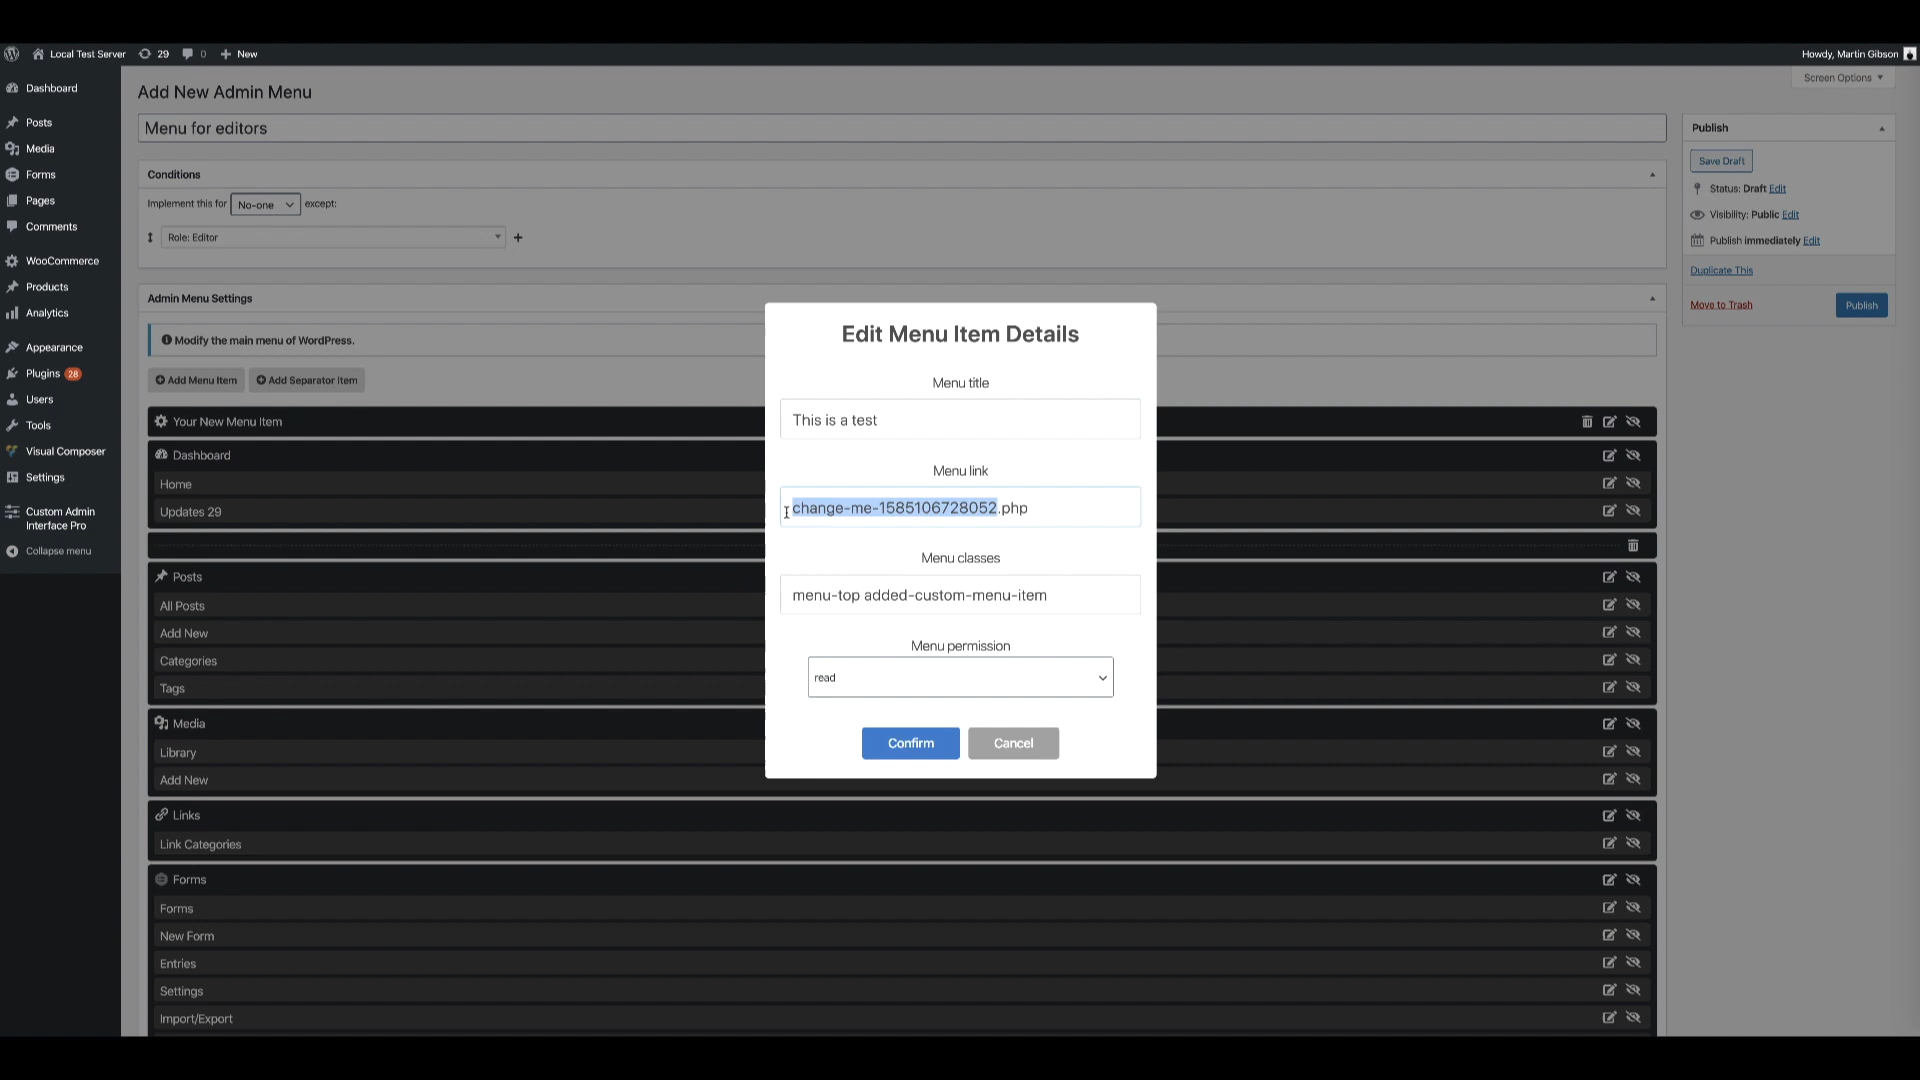 Local Test Server
29
0
New
Howdy, Martin Gibson
Screen Options
Dashboard
Posts
Media
Forms
Pages
Comments
WooCommerce
Products
Analytics
Appearance
Plugins 28
Users
Tools
Visual Composer
Settings
Custom Admin
Interface Pro
Collapse menu
Add New Admin Menu
Menu for editors
Conditions
Implement this for No-one except:
Role: Editor
Admin Menu Settings
Modify the main menu of WordPress.
Add Menu Item
Add Separator Item
Your New Menu Item
Dashboard
Home
Updates 29
Posts
All Posts
Add New
Categories
Tags
Media
Library
Add New
Links
Link Categories
Forms
Forms
New Form
Entries
Settings
Import/Export
Edit Menu Item Details
Menu title
This is a test
Menu link
change-me-1585106728052.php
Menu classes
menu-top added-custom-menu-item
Menu permission
read
Confirm
Cancel
Publish
Save Draft
Status: Draft Edit
Visibility: Public Edit
Publish immediately Edit
Duplicate This
Move to Trash
Publish